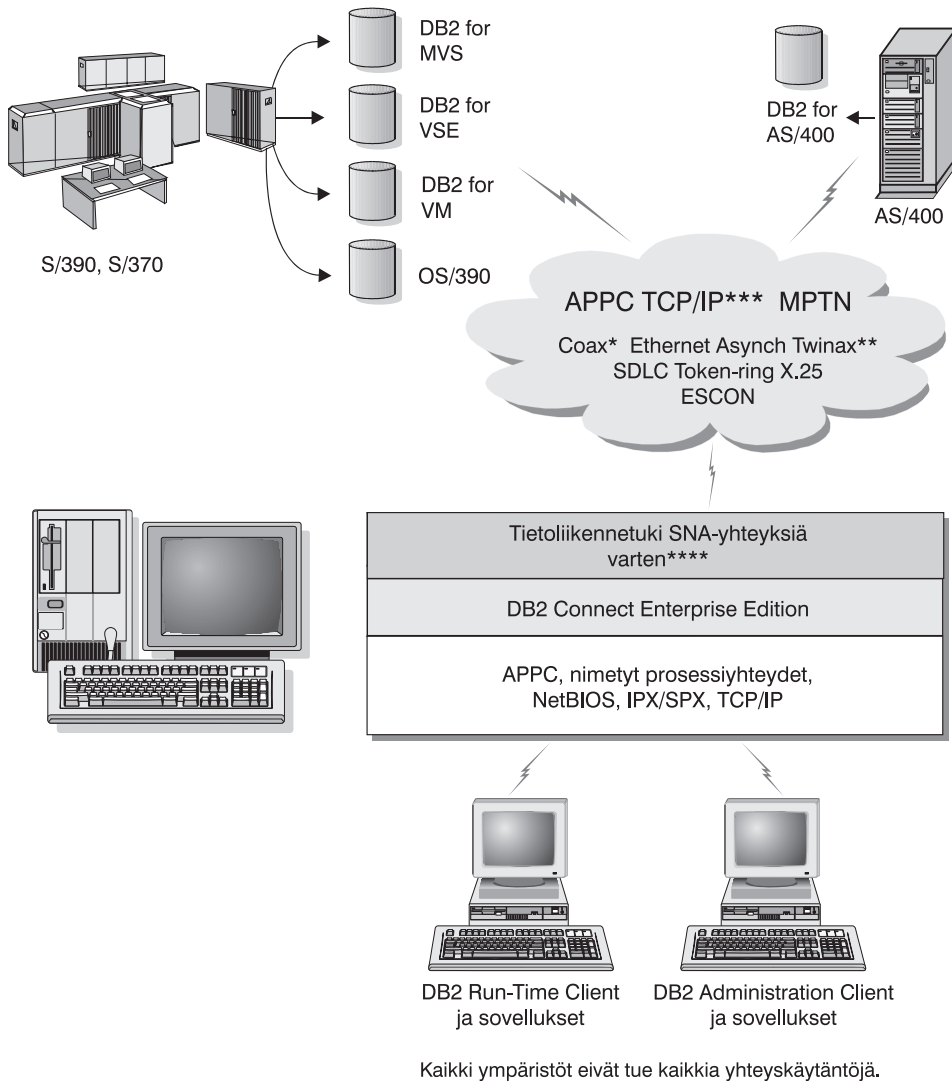 DB2 for
MVS
DB2 for
VSE
DB2 for
VM
OS/390
S/390, S/370
DB2 for
AS/400
AS/400
APPC TCP/IP*** MPTN
Coax* Ethernet Asynch Twinax**
SDLC Token-ring X.25
ESCON
Tietoliikennetuki SNA-yhteyksiä
varten****
DB2 Connect Enterprise Edition
APPC, nimetyt prosessiyhteydet,
NetBIOS, IPX/SPX, TCP/IP
DB2 Run-Time Client
ja sovellukset
DB2 Administration Client
ja sovellukset
Kaikki ympäristöt eivät tue kaikkia yhteyskäytäntöjä.